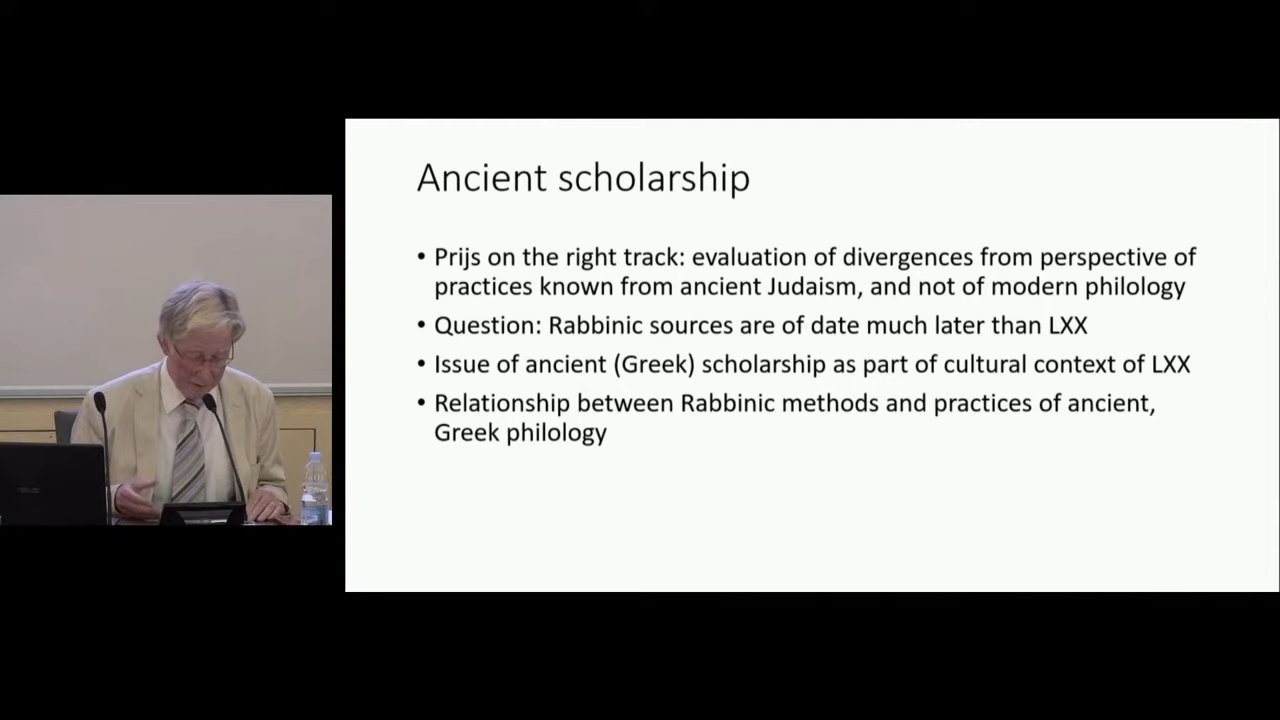 Ancient scholarship
• Prijs on the right track: evaluation of divergences from perspective of
practices known from ancient Judaism, and not of modern philology
• Question: Rabbinic sources are of date much later than LXX
• Issue of ancient (Greek) scholarship as part of cultural context of LXX
• Relationship between Rabbinic methods and practices of ancient,
Greek philology